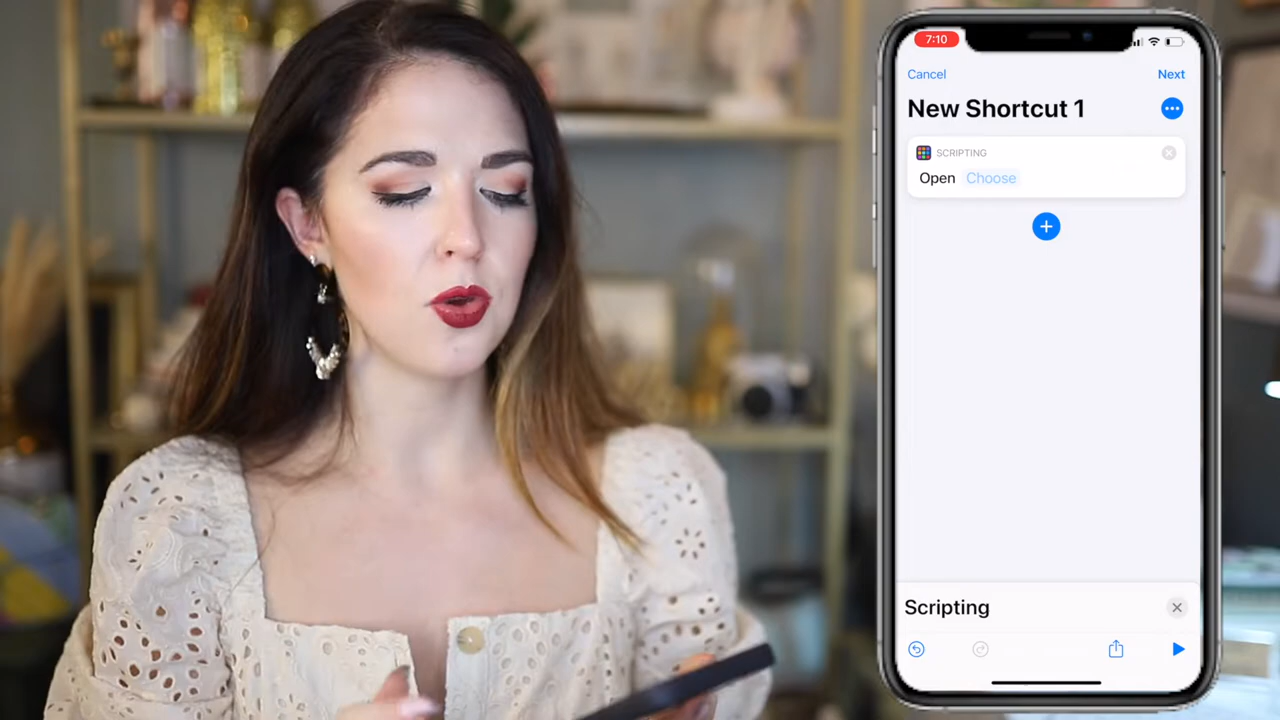 7:10
Cancel
Next
New Shortcut 1
SCRIPTING
Open Choose
Scripting